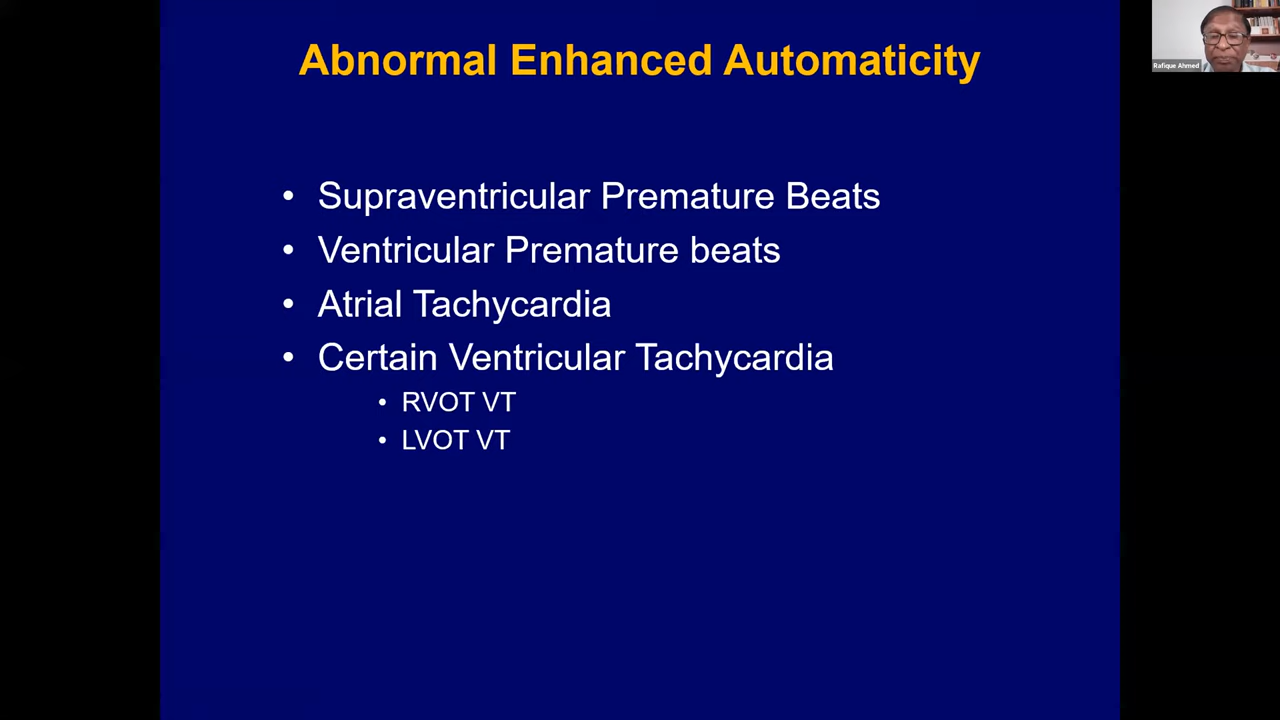 Abnormal Enhanced Automaticity
Rafique Ahmed
• Supraventricular Premature Beats
• Ventricular Premature beats
• Atrial Tachycardia
• Certain Ventricular Tachycardia
• RVOT VT
• LVOT VT